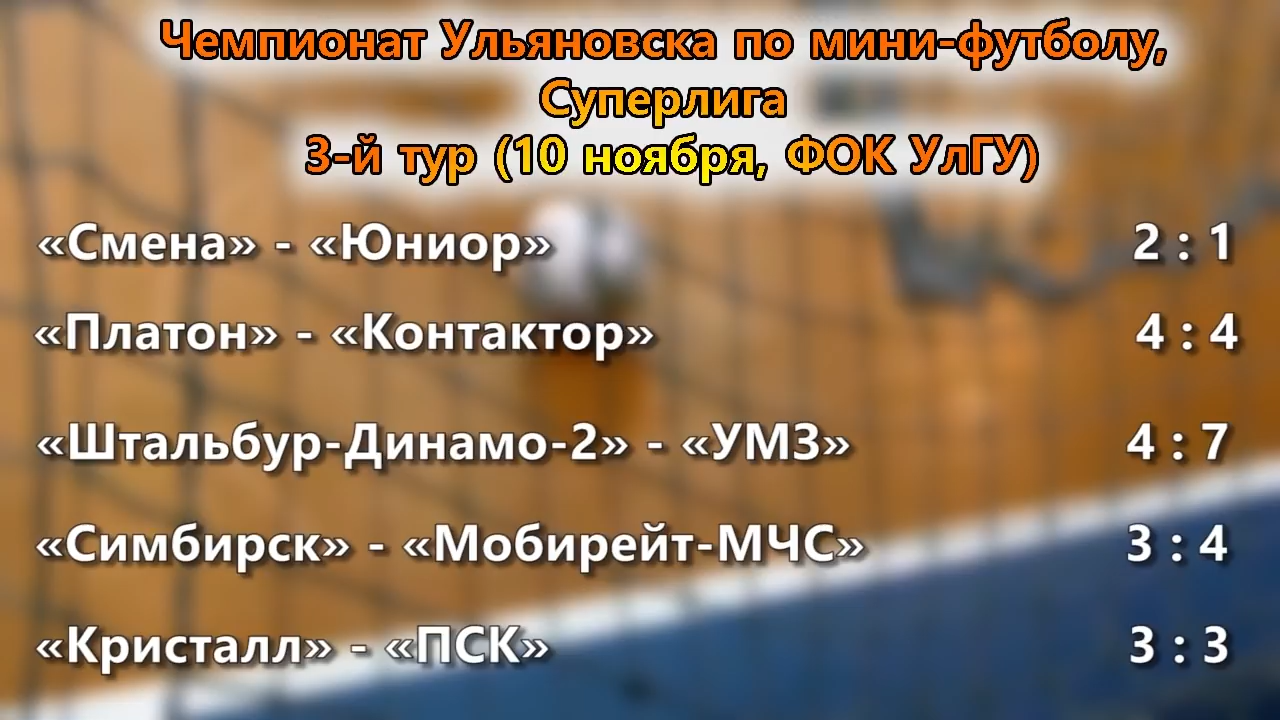 Чемпионат Ульяновска по мини-футболу,
Суперлига
3-й тур (10 ноября, ФОК УлГУ)
«Смена» - «Юниор» 2 : 1
«Платон» - «Контактор» 4 : 4
«Штальбур-Динамо-2» - «УМЗ» 4 : 7
«Симбирск» - «Мобирейт-МЧС» 3 : 4
«Кристалл» - «ПСК» 3 : 3